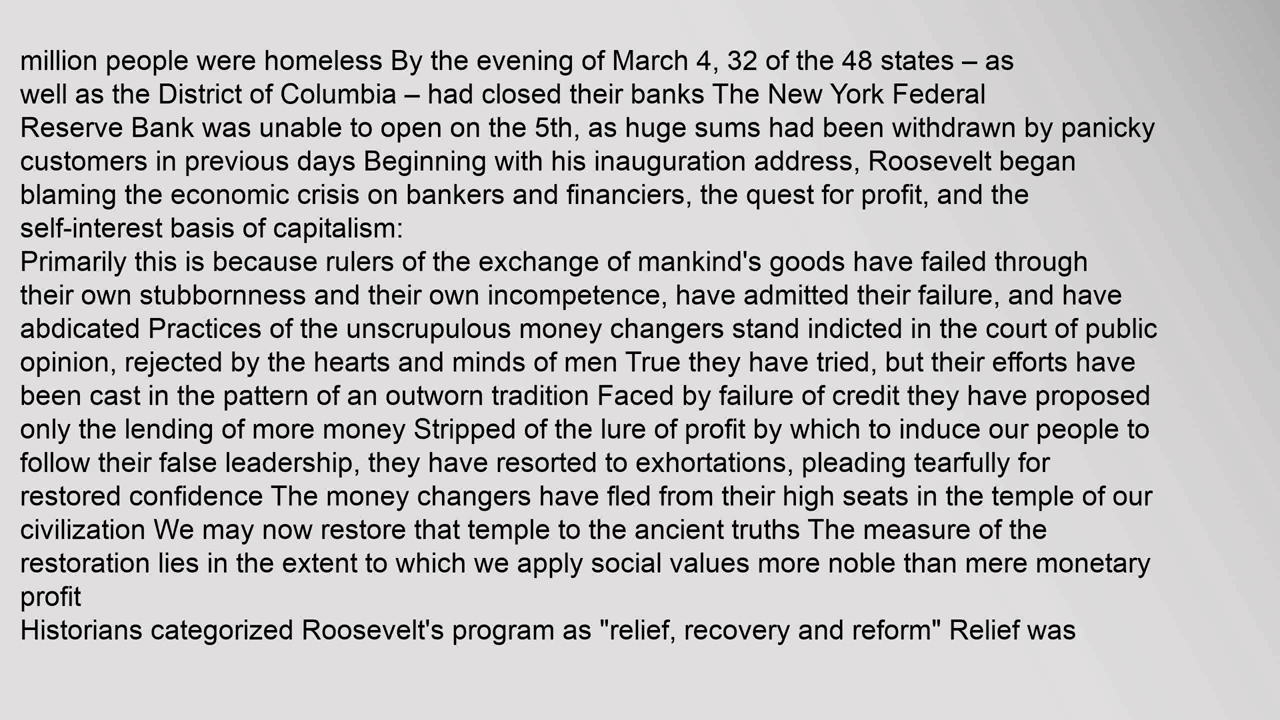 million people were homeless By the evening of March 4, 32 of the 48 states – as
well as the District of Columbia – had closed their banks The New York Federal
Reserve Bank was unable to open on the 5th, as huge sums had been withdrawn by panicky
customers in previous days Beginning with his inauguration address, Roosevelt began
blaming the economic crisis on bankers and financiers, the quest for profit, and the
self-interest basis of capitalism:
Primarily this is because rulers of the exchange of mankind's goods have failed through
their own stubbornness and their own incompetence, have admitted their failure, and have
abdicated Practices of the unscrupulous money changers stand indicted in the court of public
opinion, rejected by the hearts and minds of men True they have tried, but their efforts have
been cast in the pattern of an outworn tradition Faced by failure of credit they have proposed
only the lending of more money Stripped of the lure of profit by which to induce our people to
follow their false leadership, they have resorted to exhortations, pleading tearfully for
restored confidence The money changers have fled from their high seats in the temple of our
civilization We may now restore that temple to the ancient truths The measure of the
restoration lies in the extent to which we apply social values more noble than mere monetary
profit
Historians categorized Roosevelt's program as "relief, recovery and reform" Relief was